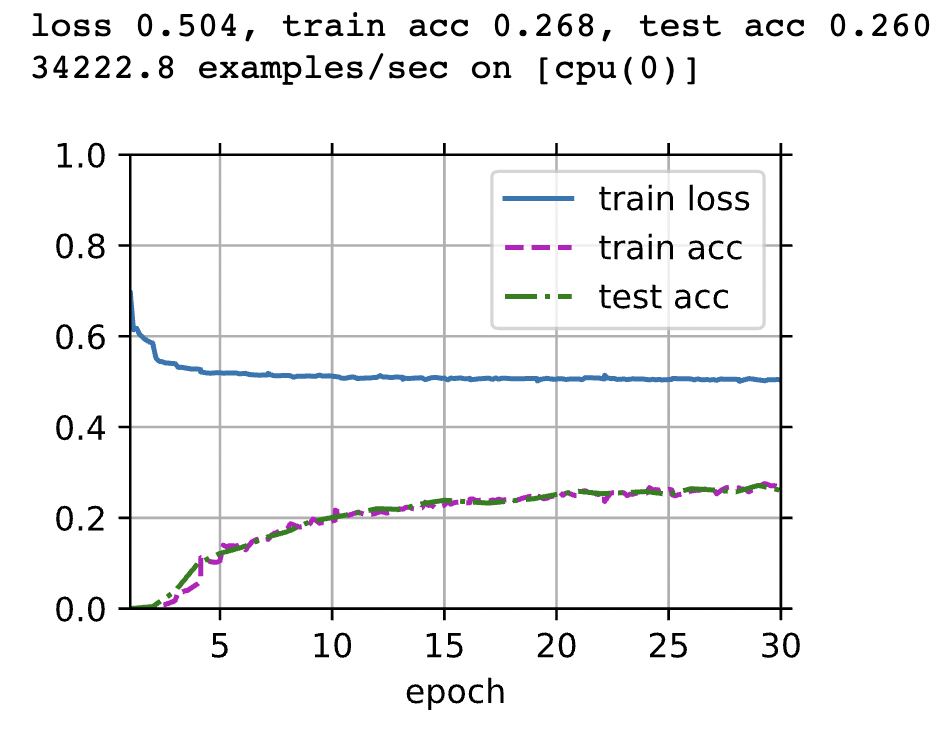 loss 0.504, train acc 0.268, test acc 0.260
34222.8 examples/sec on [cpu(0)]
1.0
0.8
0.6
0.4
0.2
0.0
train loss
train acc
test acc
5 10 15 20 25 30
epoch